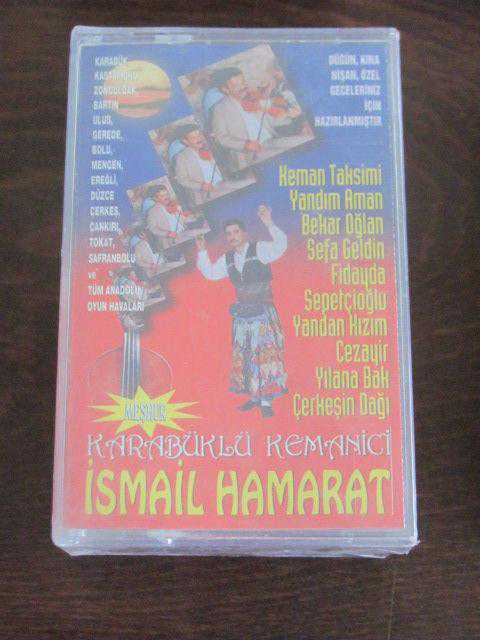 KARABÜK
KASTAMONU
ZONGULDAK
BARTIN
ULUS,
GEREDE,
BOLU,
MENGEN,
EREĞLİ,
DÜZCE
ÇERKEŞ,
ÇANKIRI,
TOKAT,
SAFRANBOLU
ve
TÜM ANADOLU
OYUN HAVALARI
DÜĞÜN, KINA
NİŞAN, ÖZEL
GECELERİNİZ
İÇİN
HAZIRLANMIŞTIR
Keman Taksimi
Yandım Aman
Bekar Oğlan
Sefa Geldin
Fidayda
Sepetçioğlu
Yandan Kızım
Cezayir
Yılana Bak
Çerkeşin Dağı
MEŞHUR
KARABÜKLÜ KEMANİCİ
İSMAİL HAMARAT